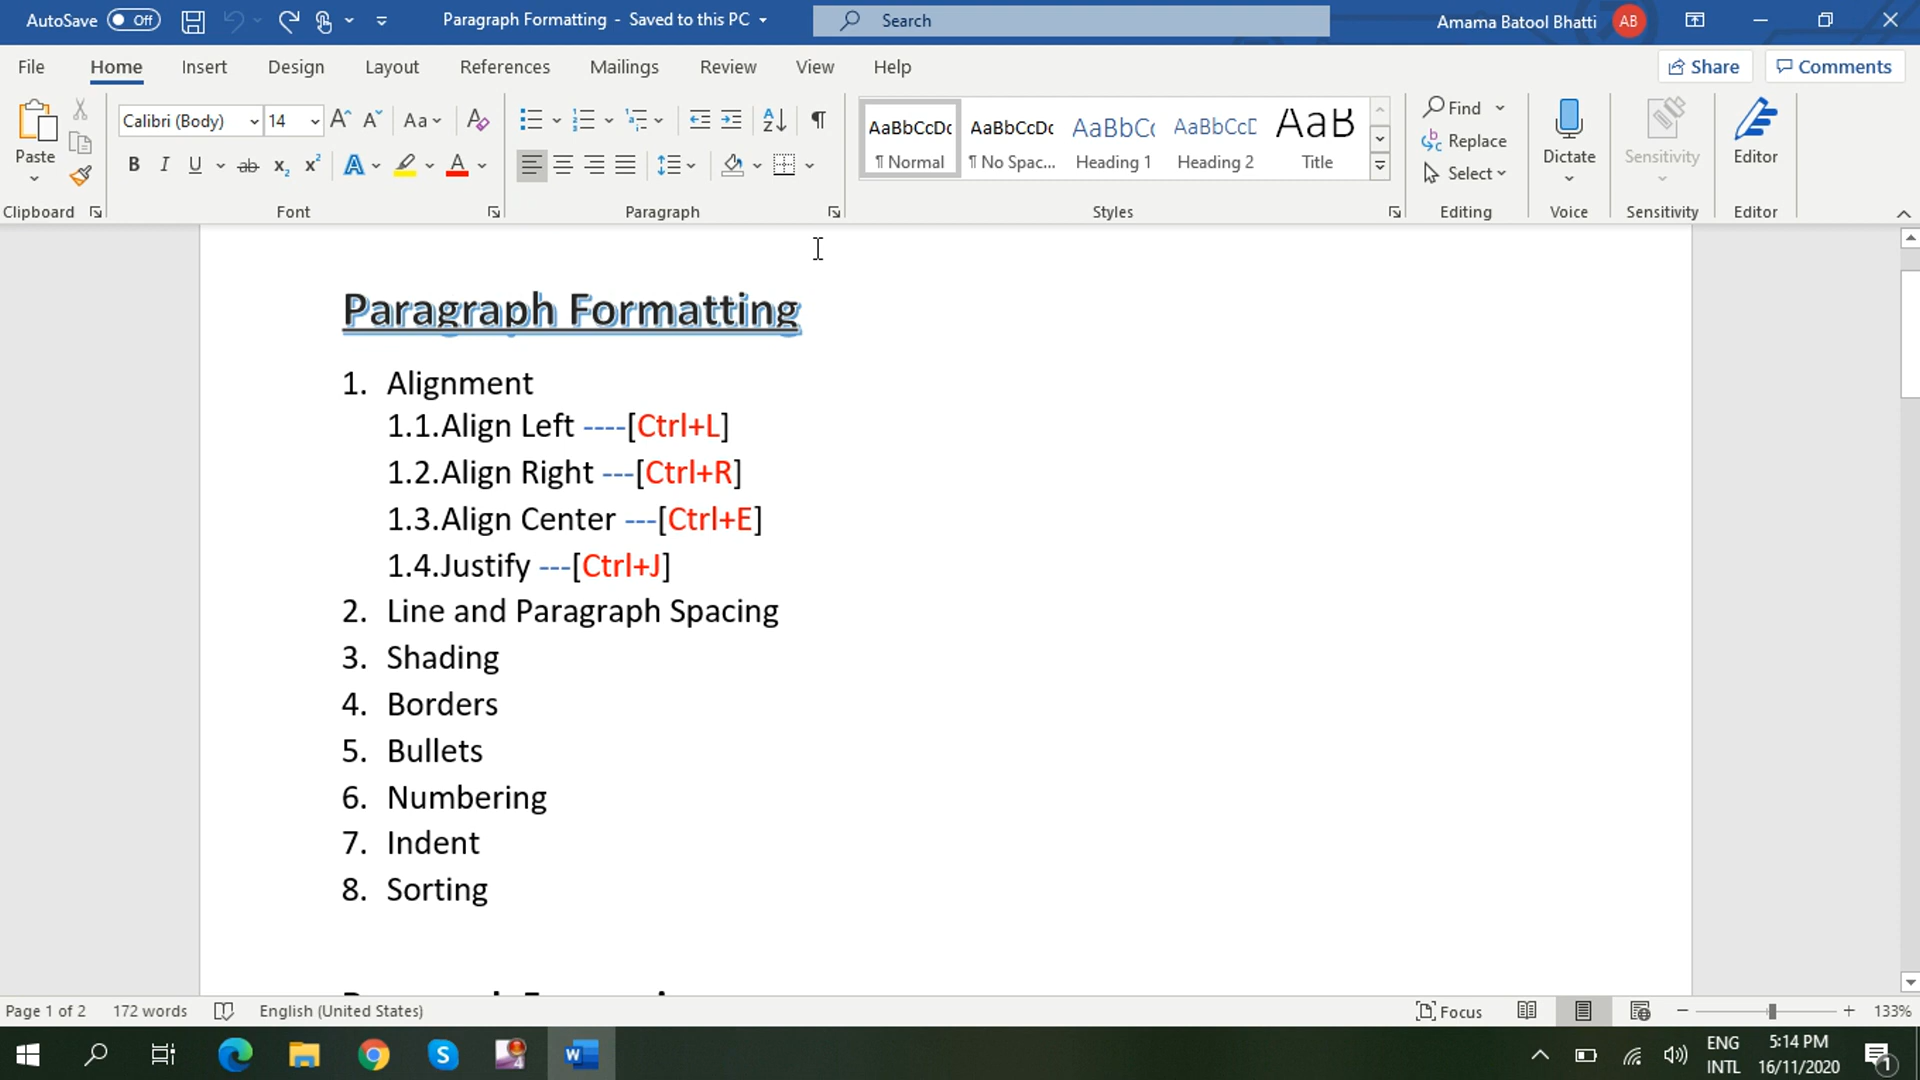 AutoSave Off Paragraph Formatting - Saved to this PC Search Amama Batool Bhatti AB
File Home Insert Design Layout References Mailings Review View Help Share Comments
Paste
Calibri (Body) 14
AaBbCcDc AaBbCcDc AaBbC( AaBbCcD AaB
¶ Normal ¶ No Spac... Heading 1 Heading 2 Title
Find
Replace
Select
Dictate
Sensitivity
Editor
Clipboard Font Paragraph Styles Editing Voice Sensitivity Editor
Paragraph Formatting
1. Alignment
1.1.Align Left ----[Ctrl+L]
1.2.Align Right ---[Ctrl+R]
1.3.Align Center ---[Ctrl+E]
1.4.Justify ---[Ctrl+J]
2. Line and Paragraph Spacing
3. Shading
4. Borders
5. Bullets
6. Numbering
7. Indent
8. Sorting
Page 1 of 2 172 words English (United States) Focus 133%
ENG 5:14 PM
INTL 16/11/2020 1